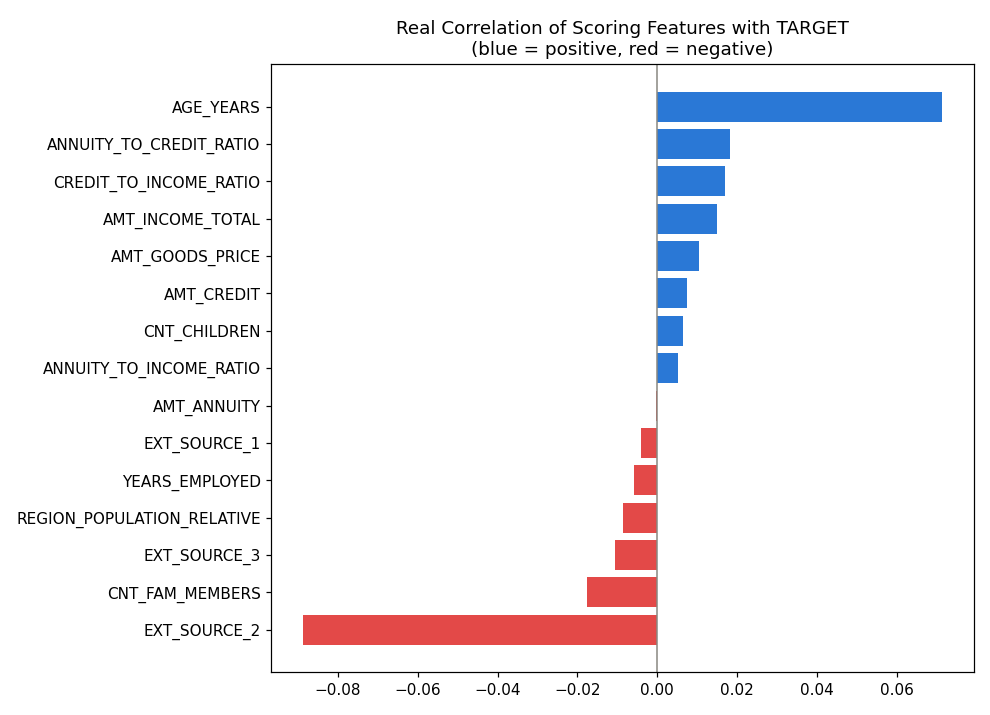 Real Correlation of Scoring Features with TARGET
(blue = positive, red = negative)
AGE_YEARS
ANNUITY_TO_CREDIT_RATIO
CREDIT_TO_INCOME_RATIO
AMT_INCOME_TOTAL
AMT_GOODS_PRICE
AMT_CREDIT
CNT_CHILDREN
ANNUITY_TO_INCOME_RATIO
AMT_ANNUITY
EXT_SOURCE_1
YEARS_EMPLOYED
REGION_POPULATION_RELATIVE
EXT_SOURCE_3
CNT_FAM_MEMBERS
EXT_SOURCE_2
−0.08 −0.06 −0.04 −0.02 0.00 0.02 0.04 0.06